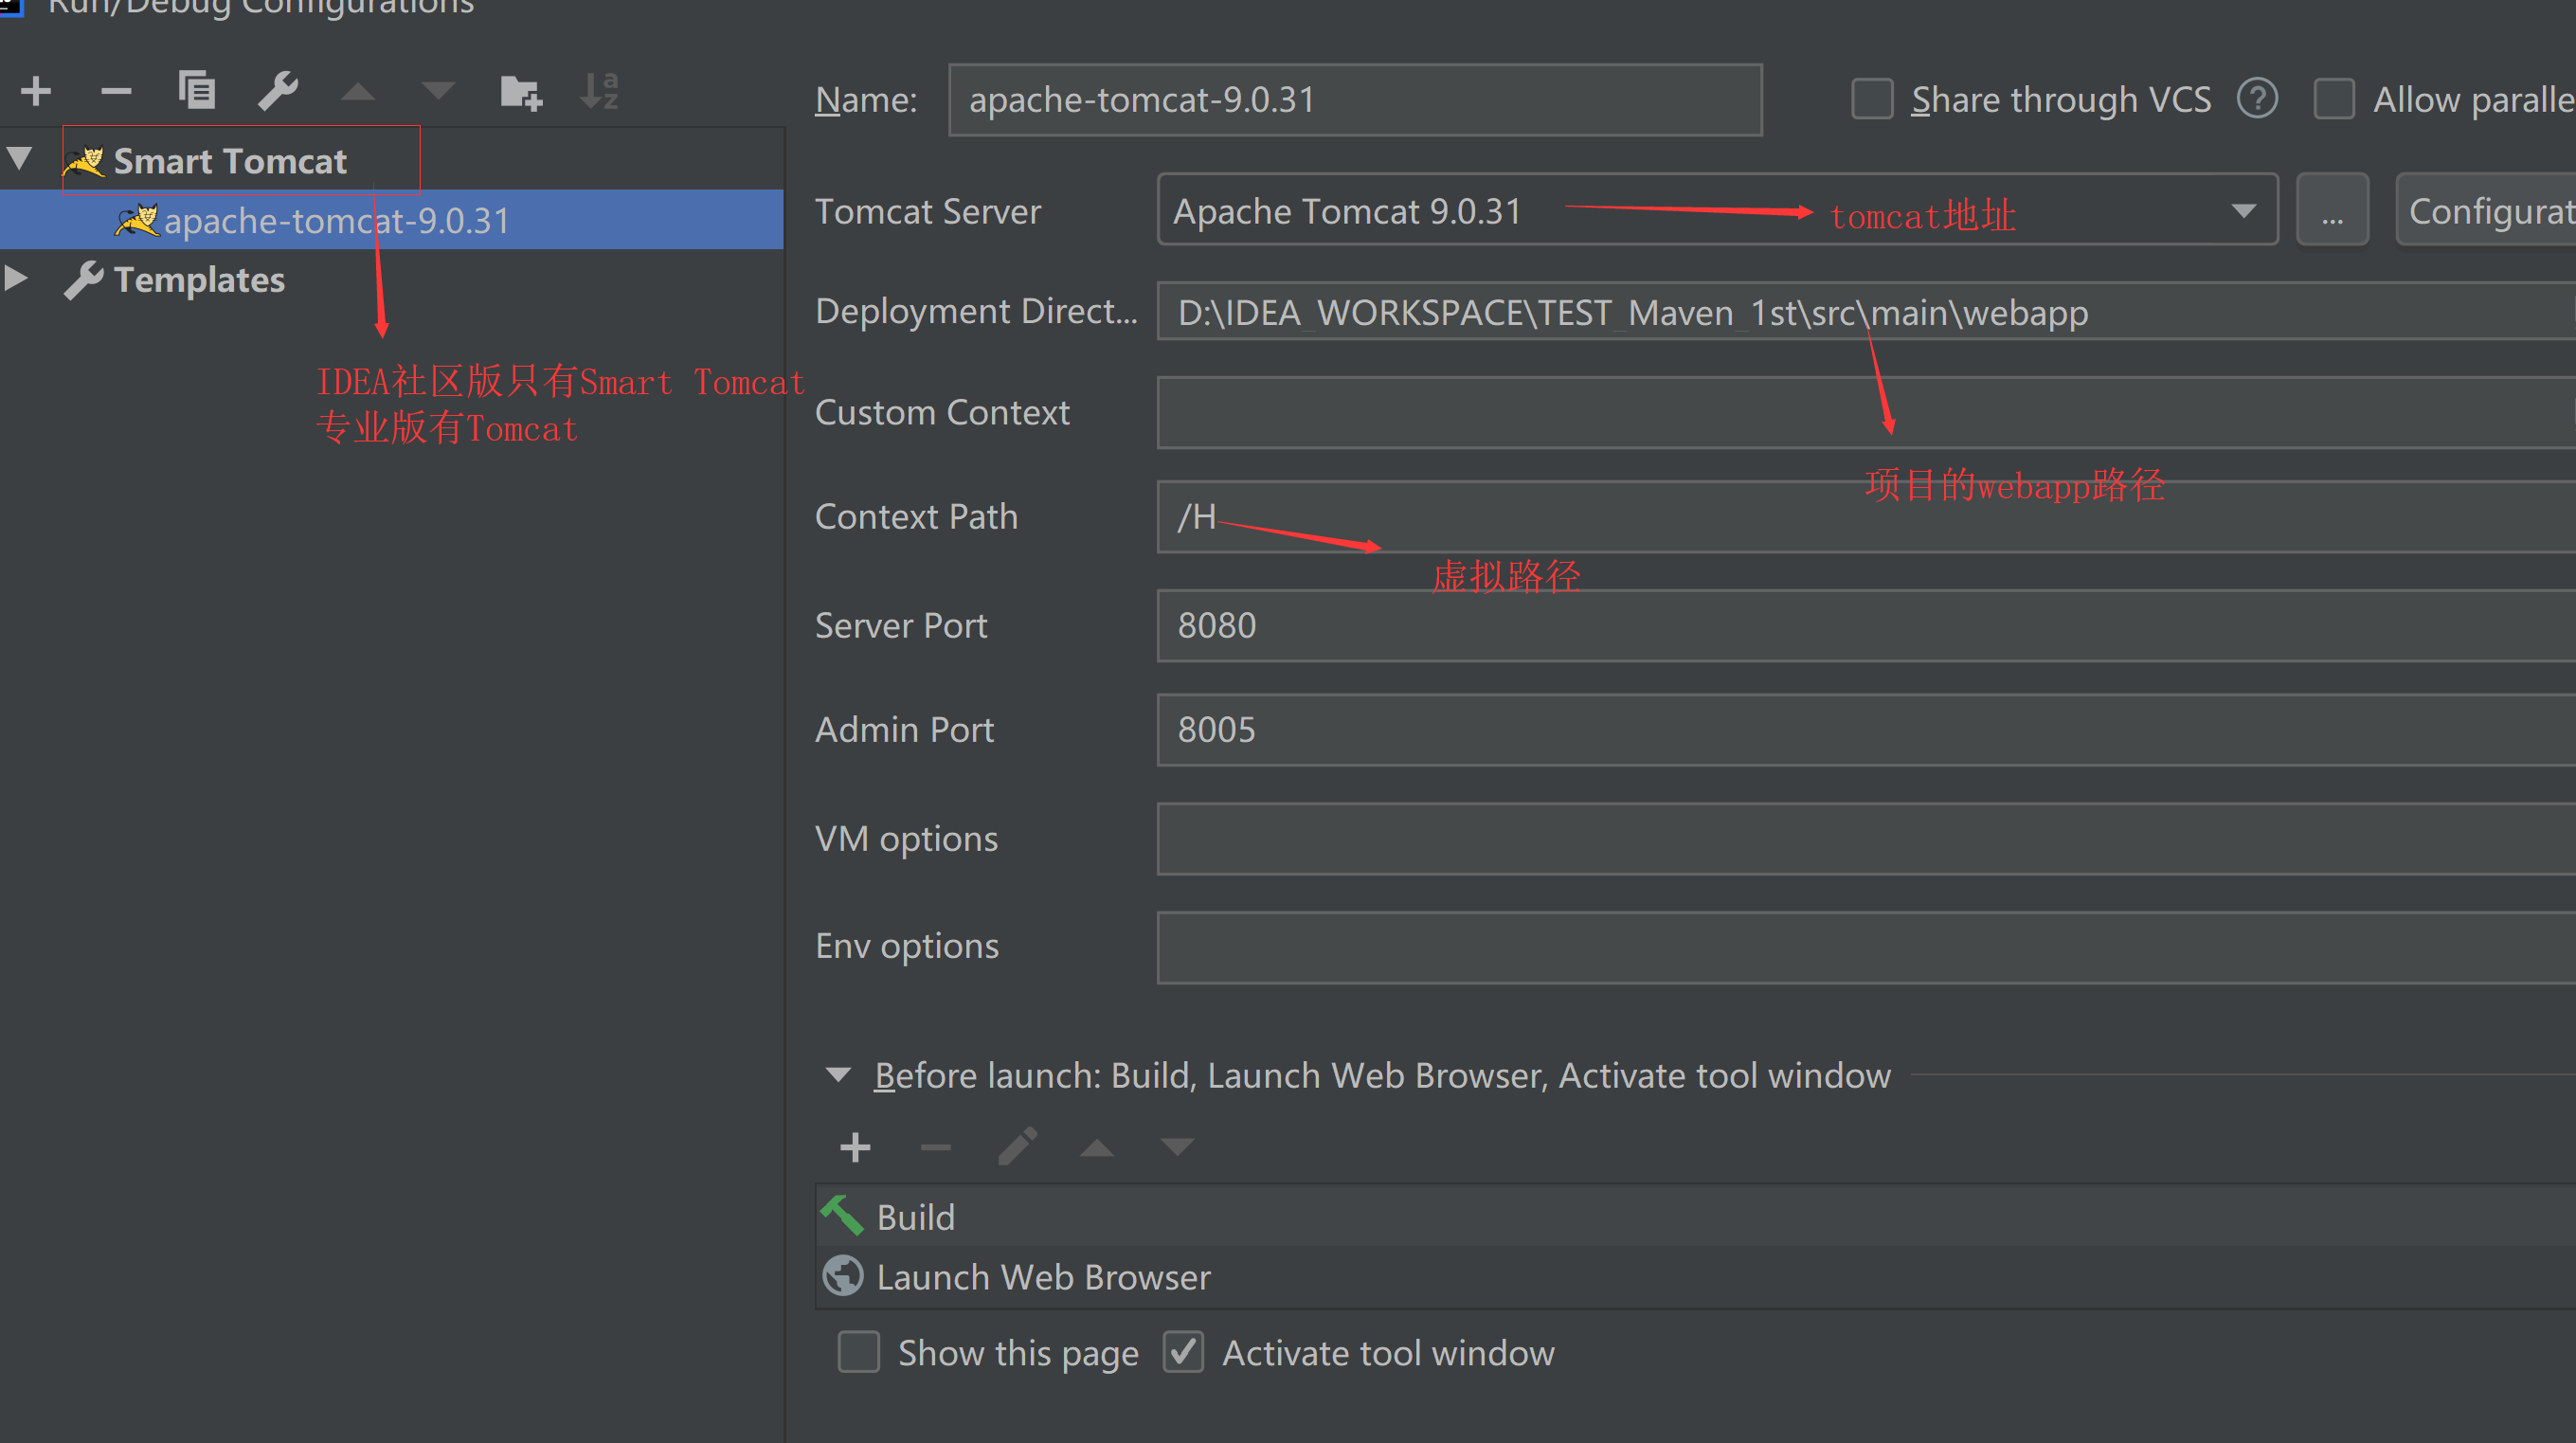 Run/Debug Configurations
Name: apache-tomcat-9.0.31
Share through VCS
?
Allow paralle
Smart Tomcat
apache-tomcat-9.0.31
Templates
IDEA社区版只有Smart Tomcat
专业版有Tomcat
Tomcat Server Apache Tomcat 9.0.31
tomcat地址
...
Configurat
Deployment Direct... D:\IDEA_WORKSPACE\TEST_Maven_1st\src\main\webapp
Custom Context
项目的webapp路径
Context Path /H
虚拟路径
Server Port 8080
Admin Port 8005
VM options
Env options
Before launch: Build, Launch Web Browser, Activate tool window
Build
Launch Web Browser
Show this page
Activate tool window